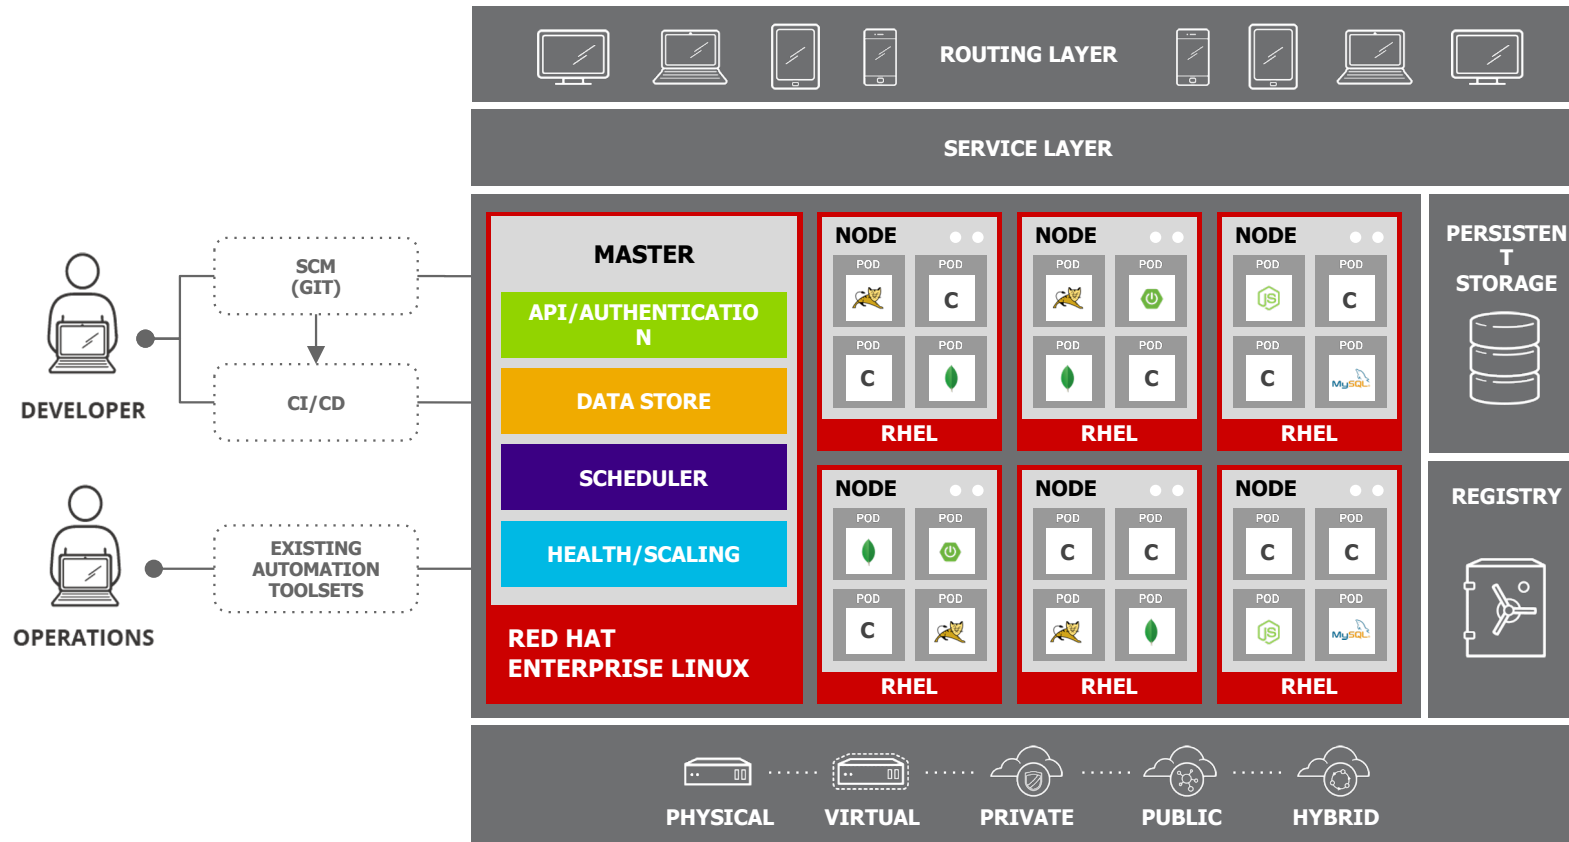 ROUTING LAYER
SERVICE LAYER
SCM
(GIT)
CI/CD
DEVELOPER
EXISTING
AUTOMATION
TOOLSETS
OPERATIONS
MASTER
API/AUTHENTICATIO
N
DATA STORE
SCHEDULER
HEALTH/SCALING
RED HAT
ENTERPRISE LINUX
NODE
POD POD
C
POD POD
C
RHEL
NODE
POD POD
POD POD
C
RHEL
NODE
POD POD
JS C
POD POD
C MySQL
RHEL
NODE
POD POD
POD POD
C
RHEL
NODE
POD POD
C C
POD POD
RHEL
NODE
POD POD
C C
POD POD
JS MySQL
RHEL
PERSISTEN
T
STORAGE
REGISTRY
PHYSICAL VIRTUAL PRIVATE PUBLIC HYBRID